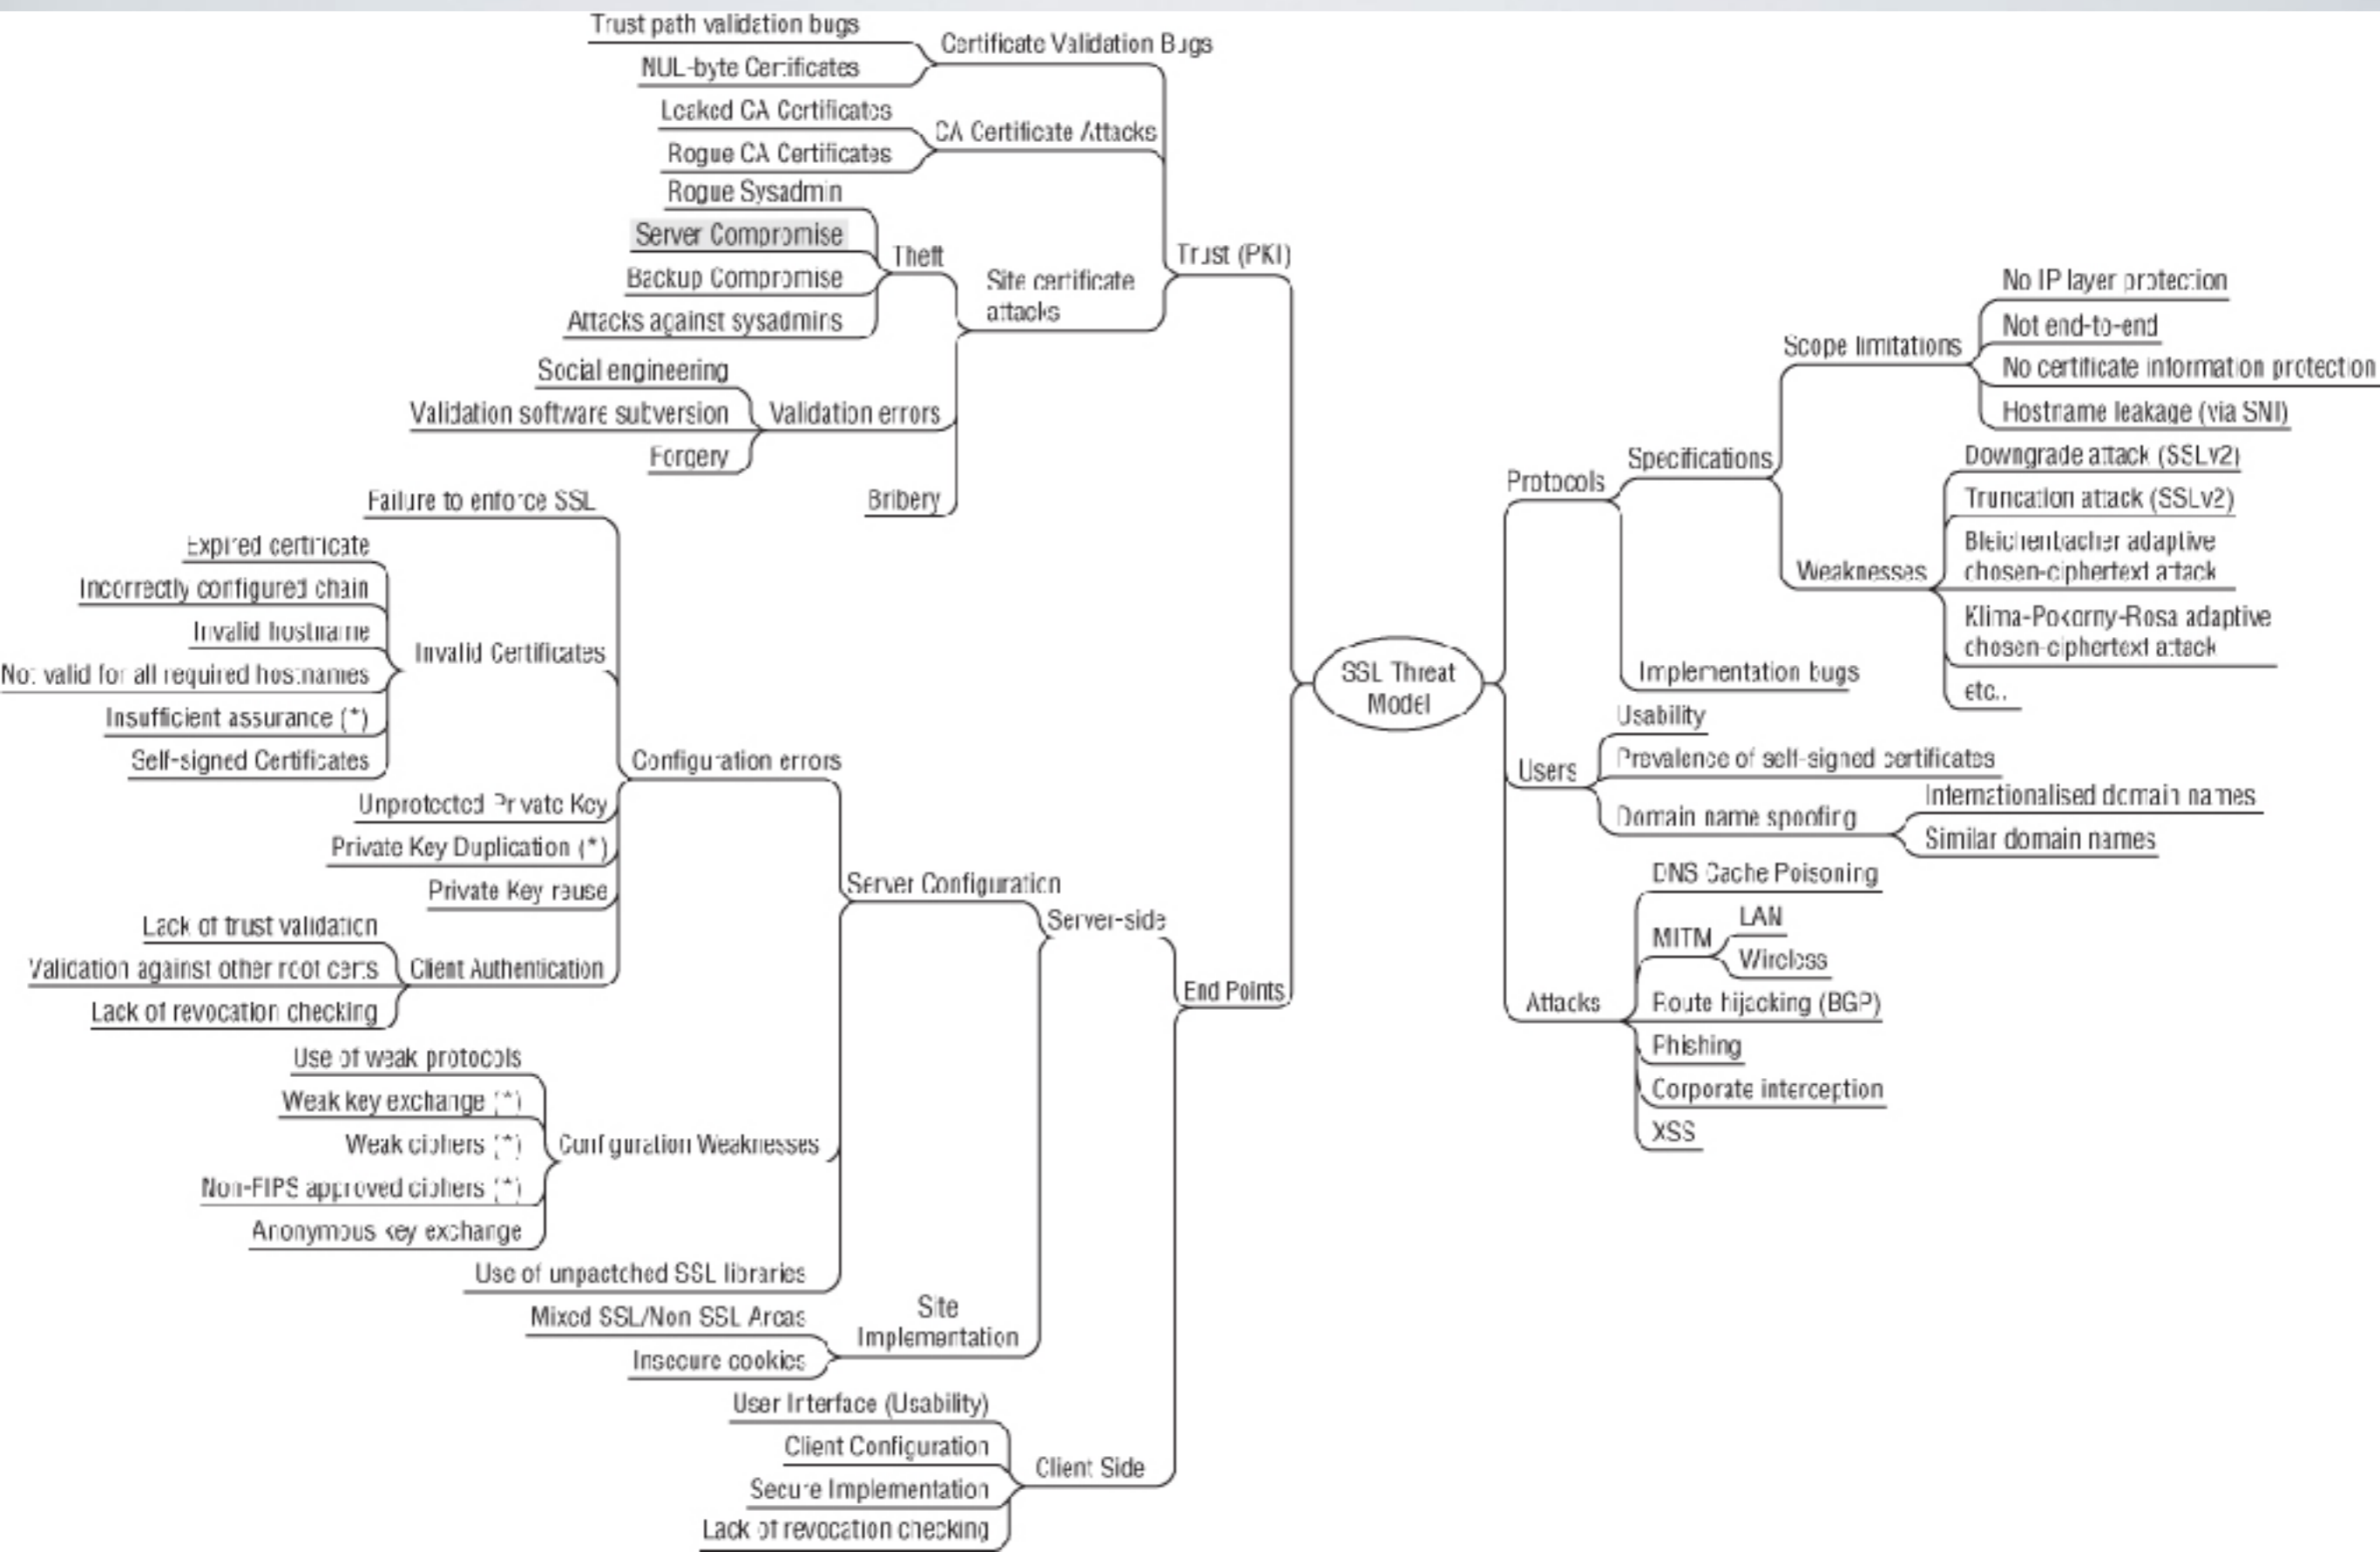 Trust path validation bugs
Certificate Validation Bugs
NUL-byte Certificates
Leaked CA Certificates
CA Certificate Attacks
Rogue CA Certificates
Rogue Sysadmin
Server Compromise
Theft
Backup Compromise
Attacks against sysadmins
Site certificate
attacks
Trust (PKI)
Social engineering
Validation software subversion
Validation errors
Forgery
Bribery
Failure to enforce SSL
Expired certificate
Incorrectly configured chain
Invalid hostname
Invalid Certificates
Not valid for all required hostnames
Insufficient assurance (*)
Self-signed Certificates
Configuration errors
Unprotected Private Key
Private Key Duplication (*)
Private Key reuse
Server Configuration
Server-side
Lack of trust validation
Validation against other root certs
Client Authentication
Lack of revocation checking
End Points
Use of weak protocols
Weak key exchange (*)
Weak ciphers (*)
Configuration Weaknesses
Non-FIPS approved ciphers (*)
Anonymous key exchange
Use of unpactched SSL libraries
Mixed SSL/Non SSL Areas
Site
Implementation
Insecure cookies
User Interface (Usability)
Client Configuration
Client Side
Secure Implementation
Lack of revocation checking
SSL Threat
Model
Protocols
Specifications
Scope limitations
No IP layer protection
Not end-to-end
No certificate information protection
Hostname leakage (via SNI)
Weaknesses
Downgrade attack (SSLv2)
Truncation attack (SSLv2)
Bleichenbacher adaptive
chosen-ciphertext attack
Klima-Pokorny-Rosa adaptive
chosen-ciphertext attack
etc..
Implementation bugs
Users
Usability
Prevalence of self-signed certificates
Domain name spoofing
Internationalised domain names
Similar domain names
Attacks
DNS Cache Poisoning
MITM
LAN
Wireless
Route hijacking (BGP)
Phishing
Corporate interception
XSS